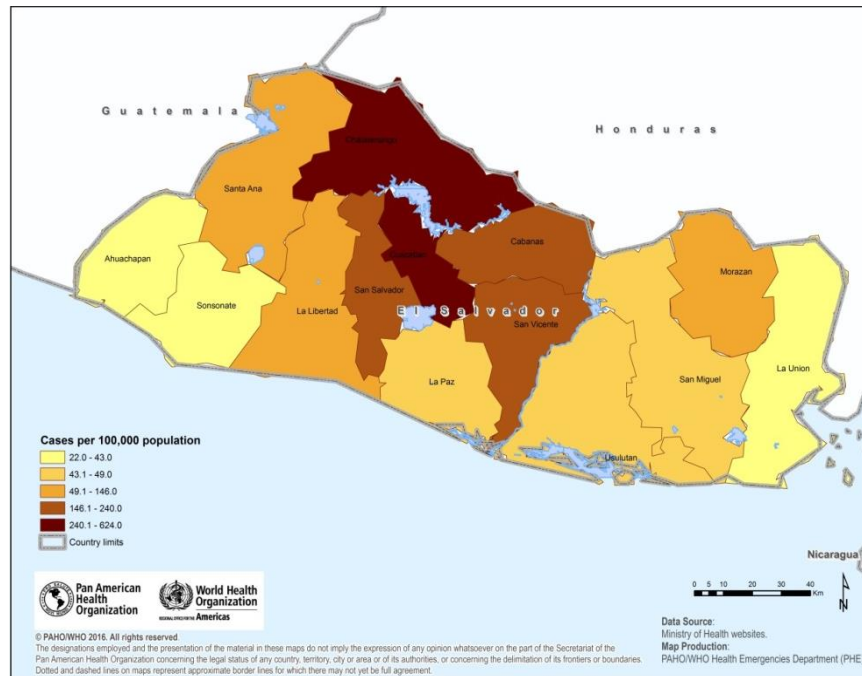 Guatemala
Honduras
Chalatenango
Santa Ana
Ahuachapan
Cabanas
Cuscatlan
Morazan
Sonsonate
San Salvador
La Libertad
El Salvador
San Vicente
La Union
La Paz
San Miguel
Usulutan
Cases per 100,000 population
22.0 - 43.0
43.1 - 49.0
49.1 - 146.0
146.1 - 240.0
240.1 - 624.0
Country limits
Nicaragua
Pan American
Health
Organization
World Health
Organization
REGIONAL OFFICE FOR THE Americas
0 5 10 20 30 40
Km
N
© PAHO/WHO 2016. All rights reserved.
The designations employed and the presentation of the material in these maps do not imply the expression of any opinion whatsoever on the part of the Secretariat of the
Pan American Health Organization concerning the legal status of any country, territory, city or area or of its authorities, or concerning the delimitation of its frontiers or boundaries.
Dotted and dashed lines on maps represent approximate border lines for which there may not yet be full agreement.
Data Source:
Ministry of Health websites.
Map Production:
PAHO/WHO Health Emergencies Department (PHE